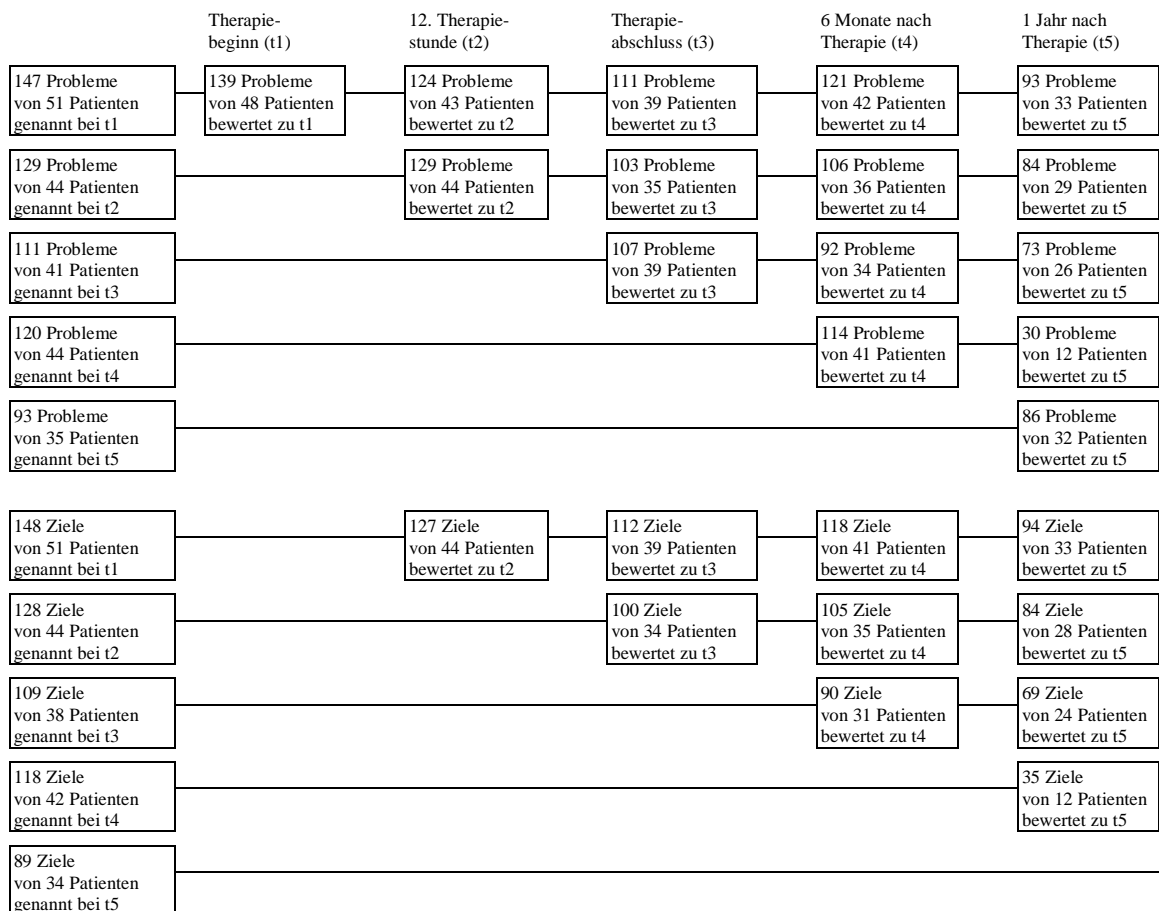 Therapie-
beginn (t1)
12. Therapie-
stunde (t2)
Therapie-
abschluss (t3)
6 Monate nach
Therapie (t4)
1 Jahr nach
Therapie (t5)
147 Probleme
von 51 Patienten
genannt bei t1
139 Probleme
von 48 Patienten
bewertet zu t1
124 Probleme
von 43 Patienten
bewertet zu t2
111 Probleme
von 39 Patienten
bewertet zu t3
121 Probleme
von 42 Patienten
bewertet zu t4
93 Probleme
von 33 Patienten
bewertet zu t5
129 Probleme
von 44 Patienten
genannt bei t2
129 Probleme
von 44 Patienten
bewertet zu t2
103 Probleme
von 35 Patienten
bewertet zu t3
106 Probleme
von 36 Patienten
bewertet zu t4
84 Probleme
von 29 Patienten
bewertet zu t5
111 Probleme
von 41 Patienten
genannt bei t3
107 Probleme
von 39 Patienten
bewertet zu t3
92 Probleme
von 34 Patienten
bewertet zu t4
73 Probleme
von 26 Patienten
bewertet zu t5
120 Probleme
von 44 Patienten
genannt bei t4
114 Probleme
von 41 Patienten
bewertet zu t4
30 Probleme
von 12 Patienten
bewertet zu t5
93 Probleme
von 35 Patienten
genannt bei t5
86 Probleme
von 32 Patienten
bewertet zu t5
148 Ziele
von 51 Patienten
genannt bei t1
127 Ziele
von 44 Patienten
bewertet zu t2
112 Ziele
von 39 Patienten
bewertet zu t3
118 Ziele
von 41 Patienten
bewertet zu t4
94 Ziele
von 33 Patienten
bewertet zu t5
128 Ziele
von 44 Patienten
genannt bei t2
100 Ziele
von 34 Patienten
bewertet zu t3
105 Ziele
von 35 Patienten
bewertet zu t4
84 Ziele
von 28 Patienten
bewertet zu t5
109 Ziele
von 38 Patienten
genannt bei t3
90 Ziele
von 31 Patienten
bewertet zu t4
69 Ziele
von 24 Patienten
bewertet zu t5
118 Ziele
von 42 Patienten
genannt bei t4
35 Ziele
von 12 Patienten
bewertet zu t5
89 Ziele
von 34 Patienten
genannt bei t5